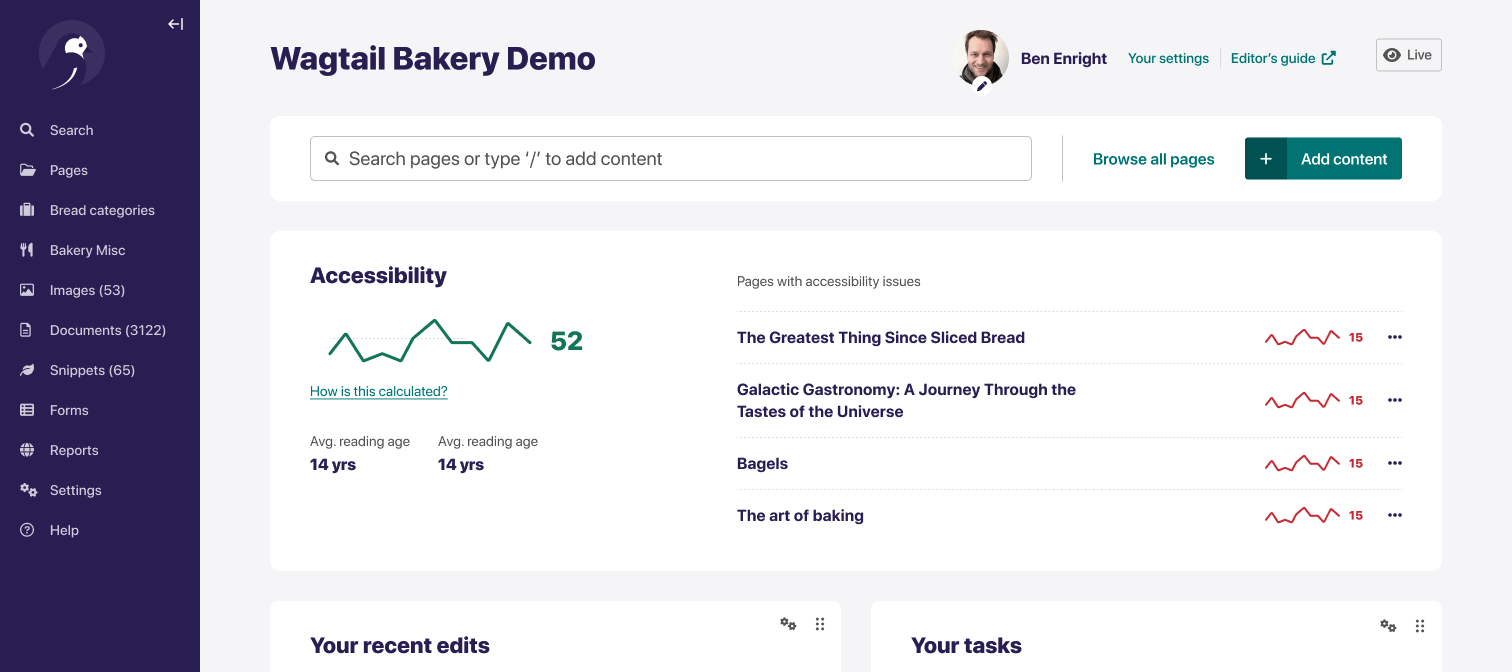 Wagtail Bakery Demo
Ben Enright
Your settings
Editor’s guide
Live
Search
Pages
Bread categories
Bakery Misc
Images (53)
Documents (3122)
Snippets (65)
Forms
Reports
Settings
Help
Search pages or type ‘/’ to add content
Browse all pages
+ Add content
Accessibility
52
How is this calculated?
Avg. reading age
14 yrs
Avg. reading age
14 yrs
Pages with accessibility issues
The Greatest Thing Since Sliced Bread
15
Galactic Gastronomy: A Journey Through the
Tastes of the Universe
15
Bagels
15
The art of baking
15
Your recent edits
Your tasks